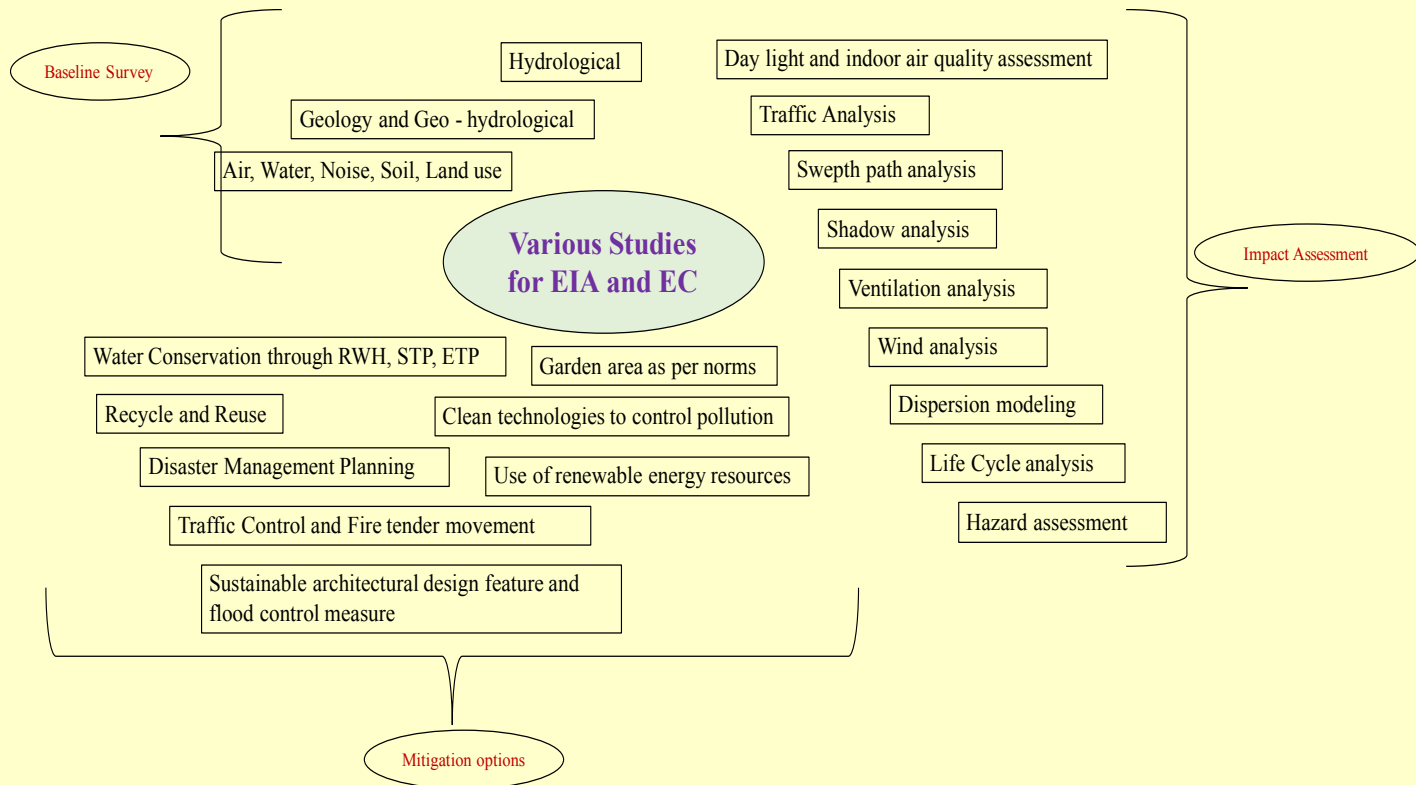 Baseline Survey
Hydrological
Geology and Geo - hydrological
Air, Water, Noise, Soil, Land use
Day light and indoor air quality assessment
Traffic Analysis
Swepth path analysis
Shadow analysis
Ventilation analysis
Wind analysis
Dispersion modeling
Life Cycle analysis
Hazard assessment
Impact Assessment
Various Studies
for EIA and EC
Water Conservation through RWH, STP, ETP
Garden area as per norms
Recycle and Reuse
Clean technologies to control pollution
Disaster Management Planning
Use of renewable energy resources
Traffic Control and Fire tender movement
Sustainable architectural design feature and
flood control measure
Mitigation options